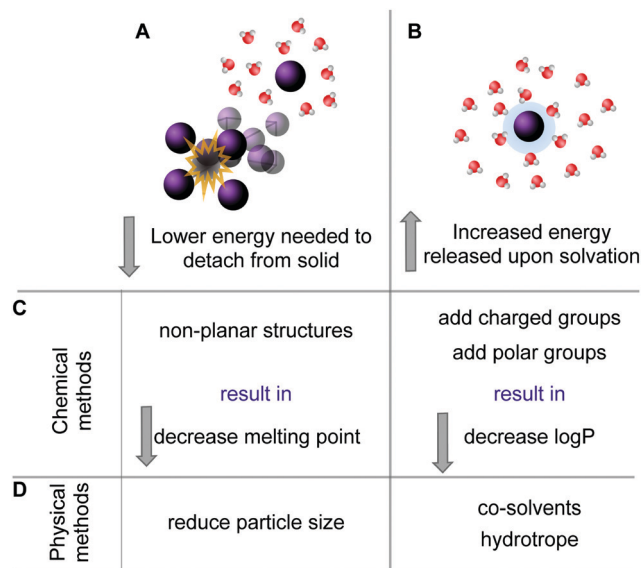 A
B
Lower energy needed to
detach from solid
Increased energy
released upon solvation
C
Chemical
methods
non-planar structures
result in
decrease melting point
add charged groups
add polar groups
result in
decrease logP
D
Physical
methods
reduce particle size
co-solvents
hydrotrope